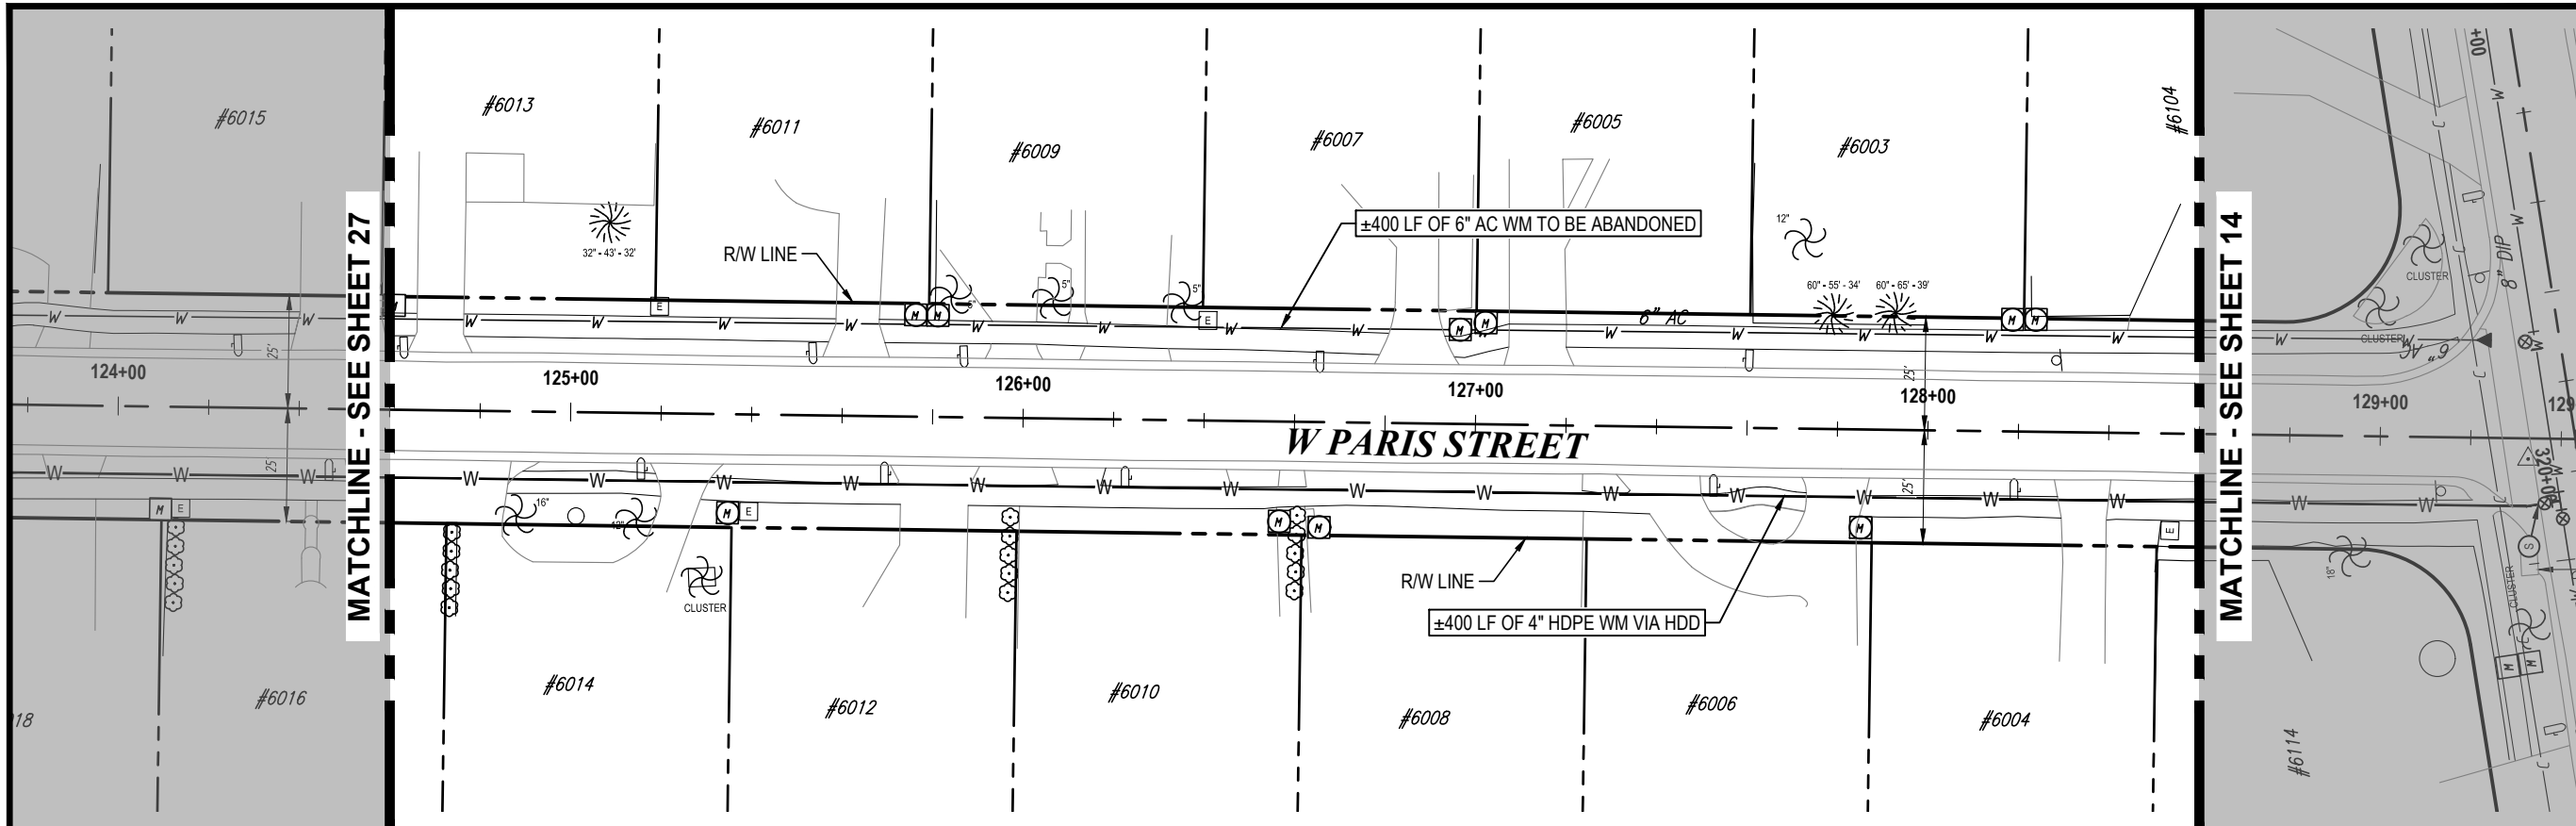 #6015
#6013
#6011
#6009
#6007
#6005
#6003
#6104
MATCHLINE - SEE SHEET 27
MATCHLINE - SEE SHEET 14
32" - 43' - 32'
R/W LINE
±400 LF OF 6" AC WM TO BE ABANDONED
12"
60" - 55' - 34'
60" - 65' - 39'
5"
5"
6" AC
8" DIP
CLUSTER
CLUSTER
6" AC
25'
25'
124+00
125+00
126+00
127+00
128+00
129+00
W PARIS STREET
25
25'
320+00
16"
12"
CLUSTER
R/W LINE
±400 LF OF 4" HDPE WM VIA HDD
18"
CLUSTER
#6016
#6014
#6012
#6010
#6008
#6006
#6004
#6114